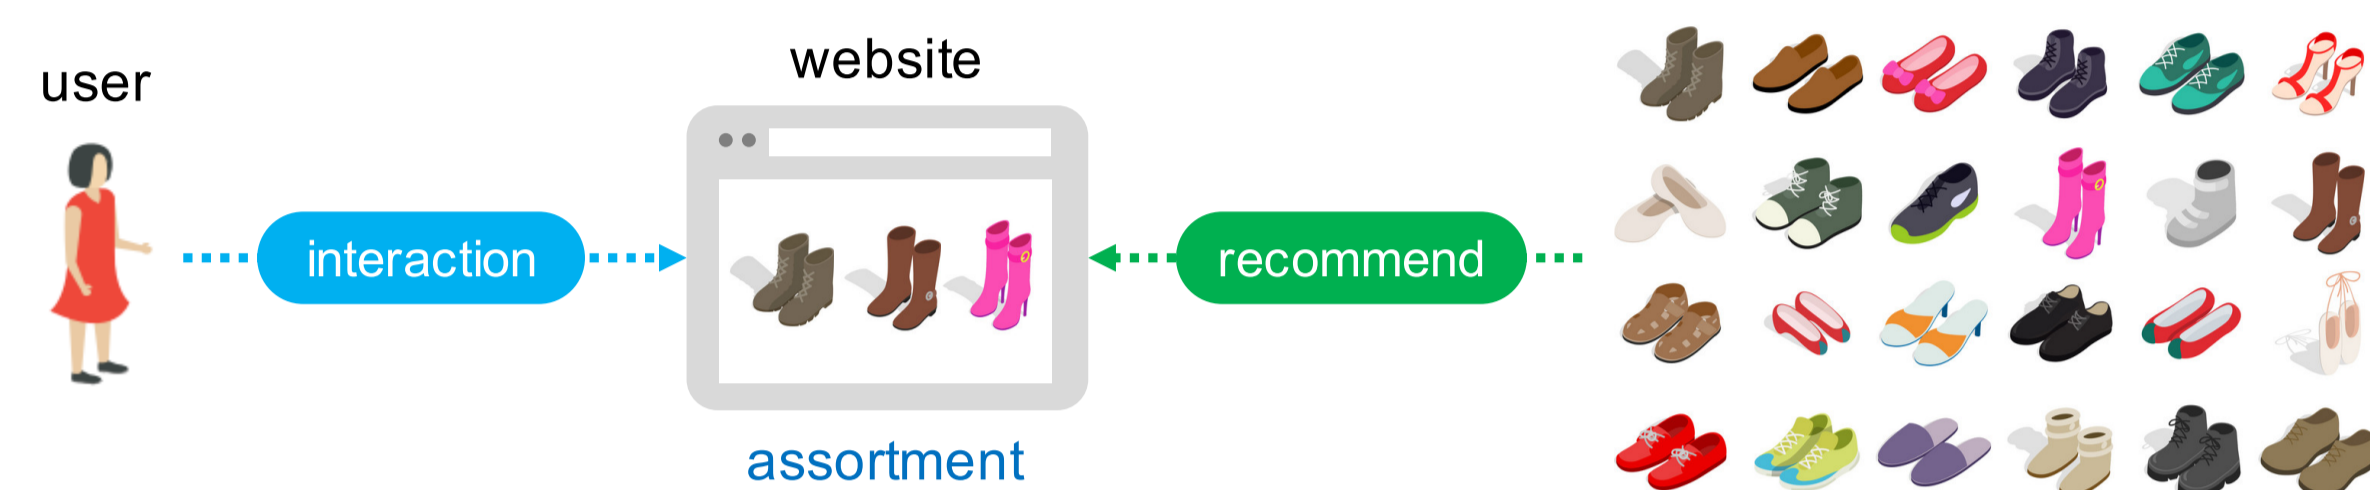 user
interaction
website
assortment
recommend